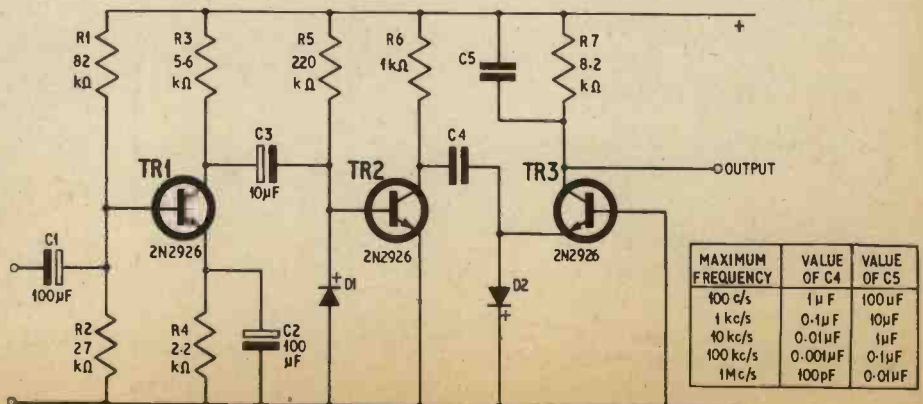 +
R1
82
kΩ
R3
5·6
kΩ
R5
220
kΩ
R6
1kΩ
C5
R7
8·2
kΩ
TR1
C3
10µF
TR2
C4
TR3
OUTPUT
2N2926
2N2926
2N2926
C1
100µF
R2
27
kΩ
R4
2·2
kΩ
C2
100
µF
+
D1
D2
+
MAXIMUM FREQUENCY VALUE OF C4 VALUE OF C5
100 c/s 1µF 100µF
1 kc/s 0·1µF 10µF
10 kc/s 0·01µF 1µF
100 kc/s 0·001µF 0·1µF
1Mc/s 100pF 0·01µF